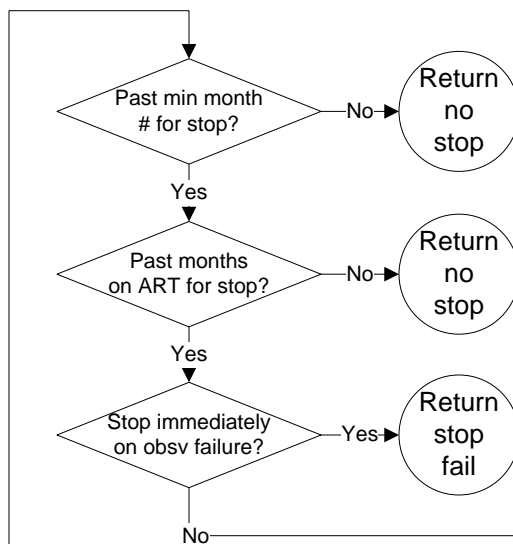 Past min month
# for stop?
No
Return
no
stop
Yes
Past months
on ART for stop?
No
Return
no
stop
Yes
Stop immediately
on obsv failure?
Yes
Return
stop
fail
No